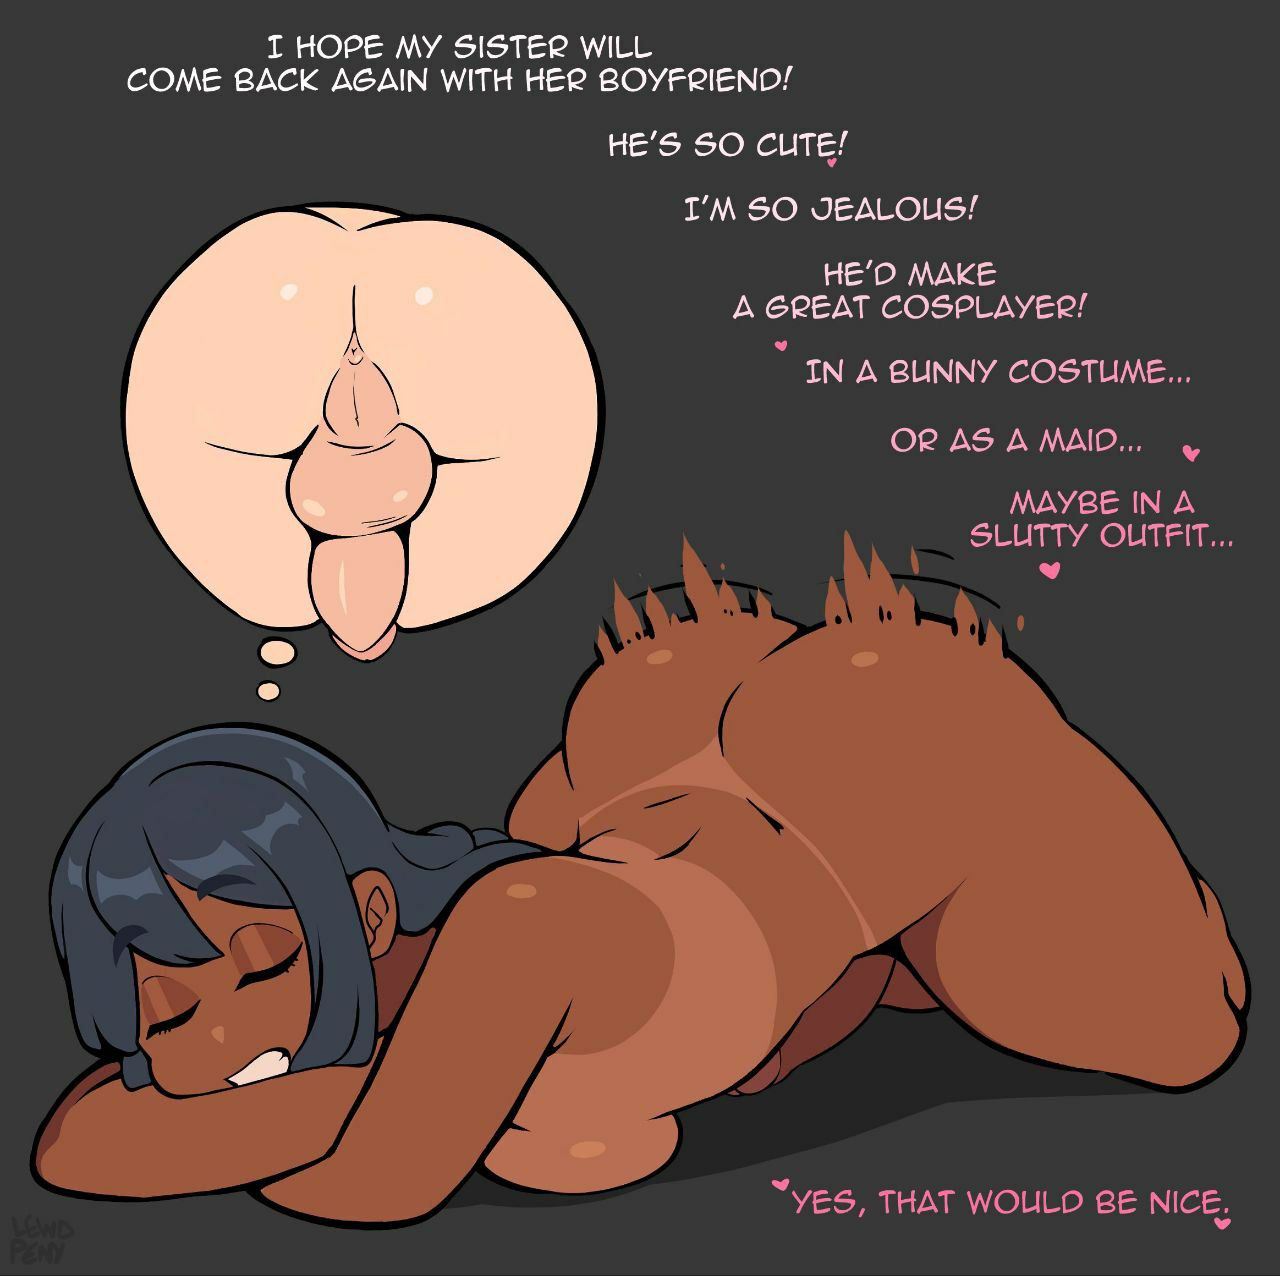 I HOPE MY SISTER WILL
COME BACK AGAIN WITH HER BOYFRIEND!
HE'S SO CUTE!
I'M SO JEALOUS!
HE'D MAKE
A GREAT COSPLAYER!
IN A BUNNY COSTUME...
OR AS A MAID...
MAYBE IN A
SLUTTY OUTFIT...
YES, THAT WOULD BE NICE.
LEWD
PENY